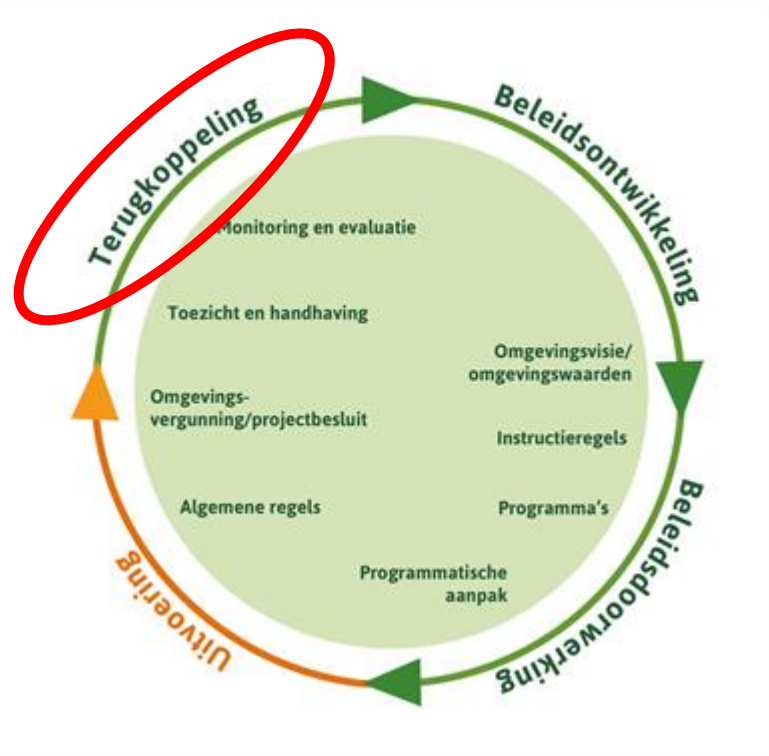 Terugkoppeling
Beleidsontwikkeling
Monitoring en evaluatie
Toezicht en handhaving
Omgevingsvisie/
omgevingswaarden
Omgevings-
vergunning/projectbesluit
Instructieregels
Algemene regels
Programma's
Programmatische
aanpak
Beleidsdoorwerking
Uitvoering